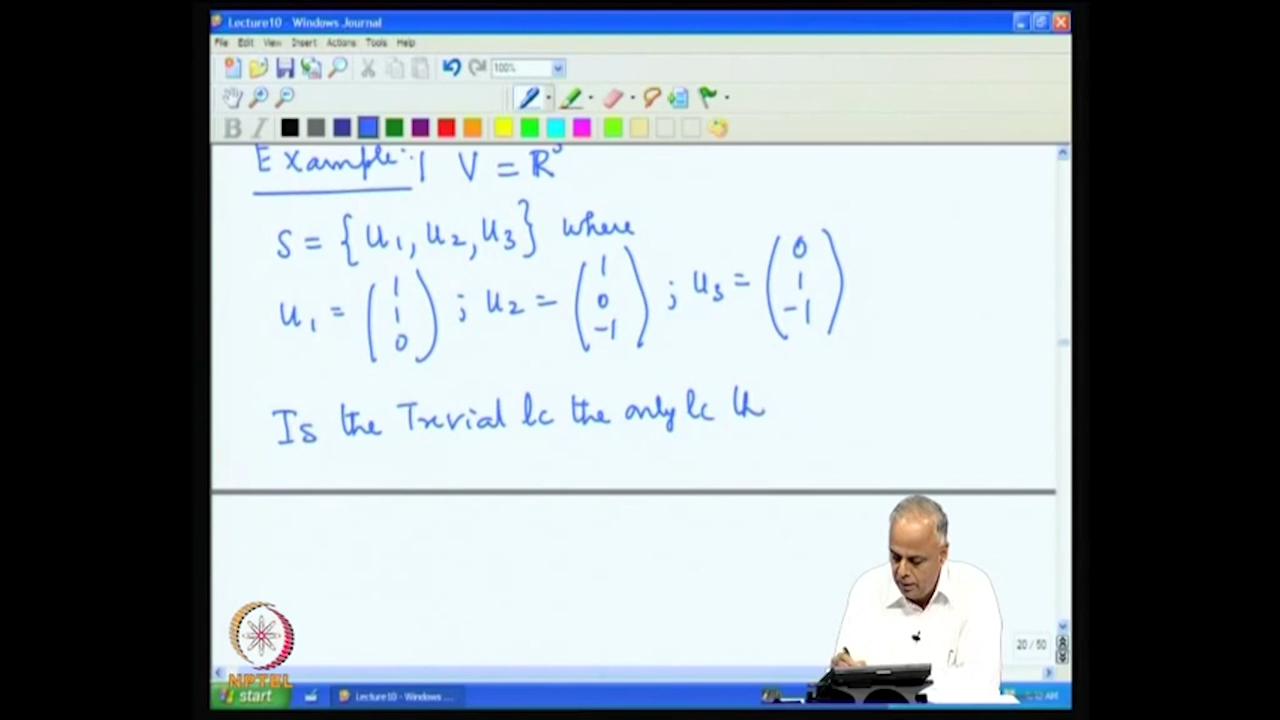 Lecture10 - Windows Journal
File Edit View Insert Actions Tools Help
100%
B I
Example: 1 V = R³
S = {u₁, u₂, u₃} where
u₁ = (1 1 0) ; u₂ = (1 0 -1) ; u₃ = (0 1 -1)
Is the Trivial lc the only lc th
20 / 50
NPTEL
start Lecture10 - Windows ...